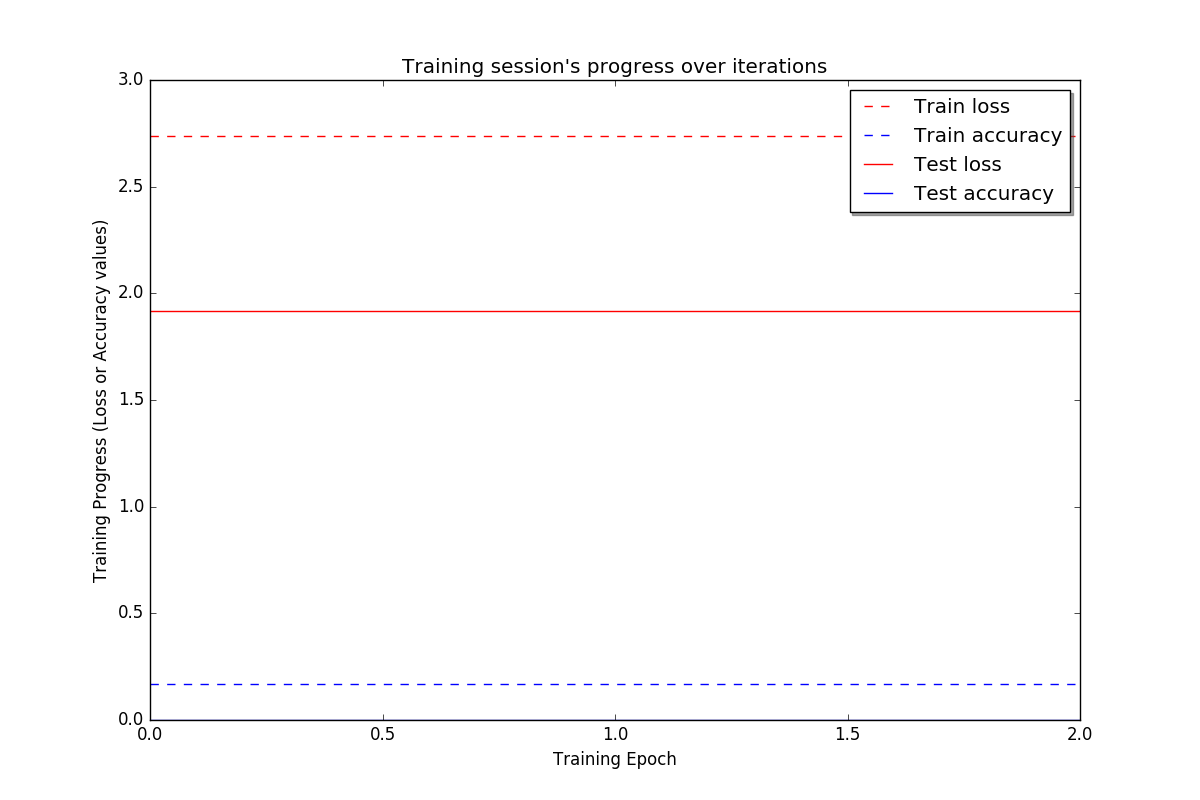 Training session's progress over iterations
3.0
2.5
2.0
1.5
1.0
0.5
0.0
Training Progress (Loss or Accuracy values)
Train loss
Train accuracy
Test loss
Test accuracy
0.0 0.5 1.0 1.5 2.0
Training Epoch